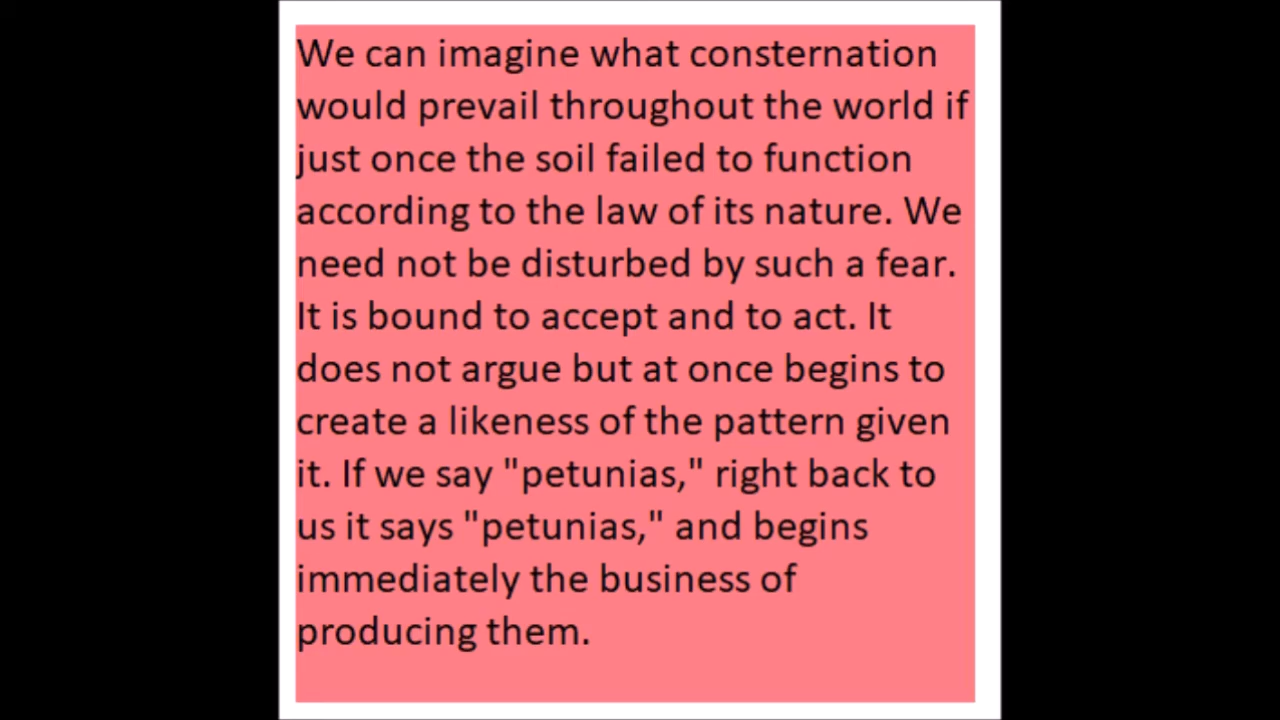 We can imagine what consternation
would prevail throughout the world if
just once the soil failed to function
according to the law of its nature. We
need not be disturbed by such a fear.
It is bound to accept and to act. It
does not argue but at once begins to
create a likeness of the pattern given
it. If we say "petunias," right back to
us it says "petunias," and begins
immediately the business of
producing them.